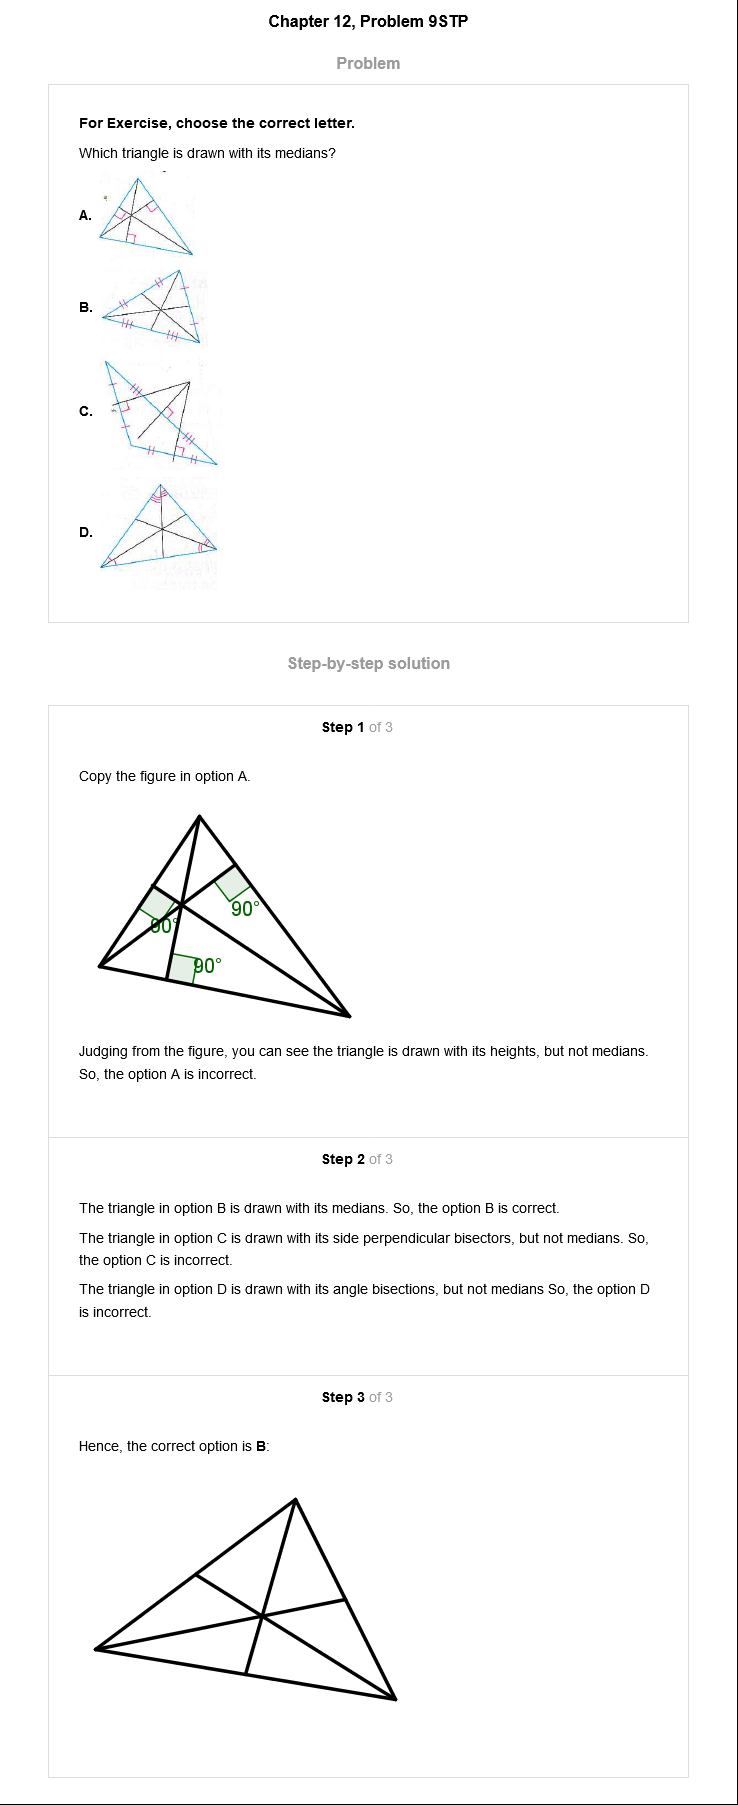 Chapter 12, Problem 9STP
Problem
For Exercise, choose the correct letter.
Which triangle is drawn with its medians?
A.
B.
C.
D.
Step-by-step solution
Step 1 of 3
Copy the figure in option A.
90°
90°
90°
Judging from the figure, you can see the triangle is drawn with its heights, but not medians.
So, the option A is incorrect.
Step 2 of 3
The triangle in option B is drawn with its medians. So, the option B is correct.
The triangle in option C is drawn with its side perpendicular bisectors, but not medians. So,
the option C is incorrect.
The triangle in option D is drawn with its angle bisections, but not medians So, the option D
is incorrect.
Step 3 of 3
Hence, the correct option is B: